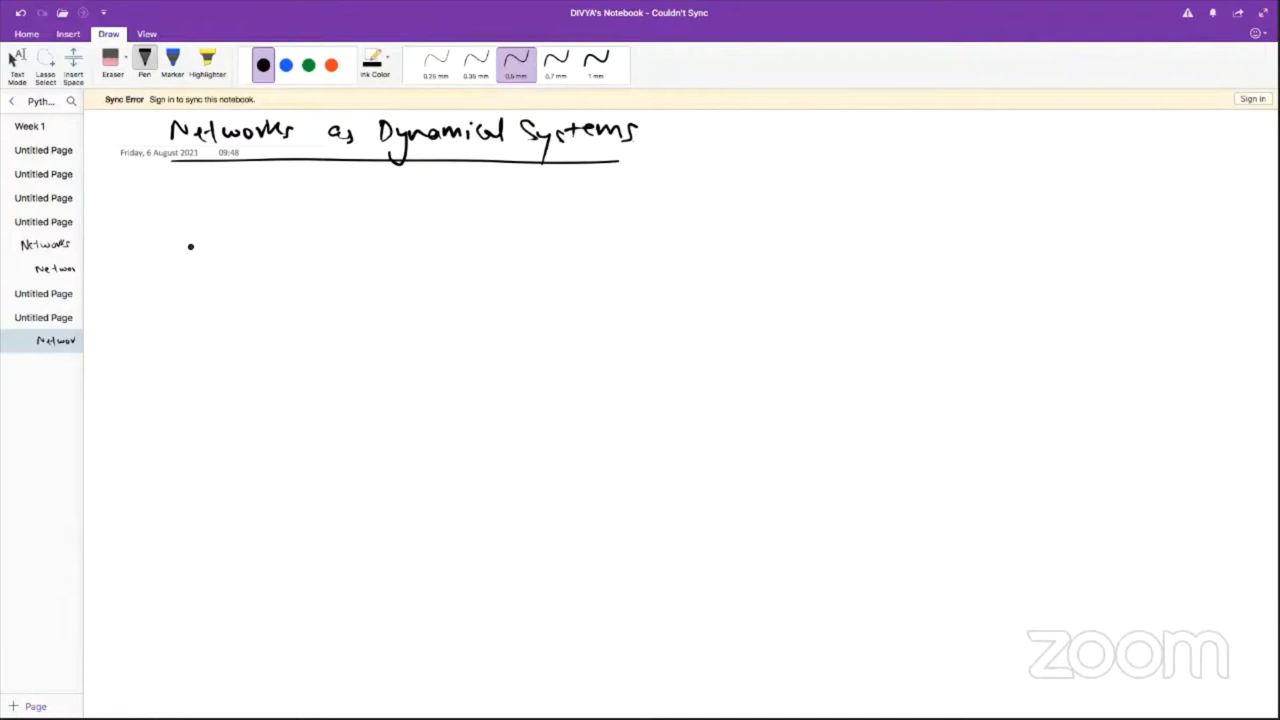 DIVYA's Notebook - Couldn't Sync
Home Insert Draw View
Text Mode
Lasso Select
Insert Space
Eraser
Pen
Marker
Highlighter
Ink Color
0.25 mm
0.35 mm
0.5 mm
0.7 mm
1 mm
Pyth...
Sync Error Sign in to sync this notebook.
Sign in
Week 1
Untitled Page
Untitled Page
Untitled Page
Untitled Page
Networks
Networ
Untitled Page
Untitled Page
Networ
Page
Networks as Dynamical Systems
Friday, 6 August 2021 09:48
zoom